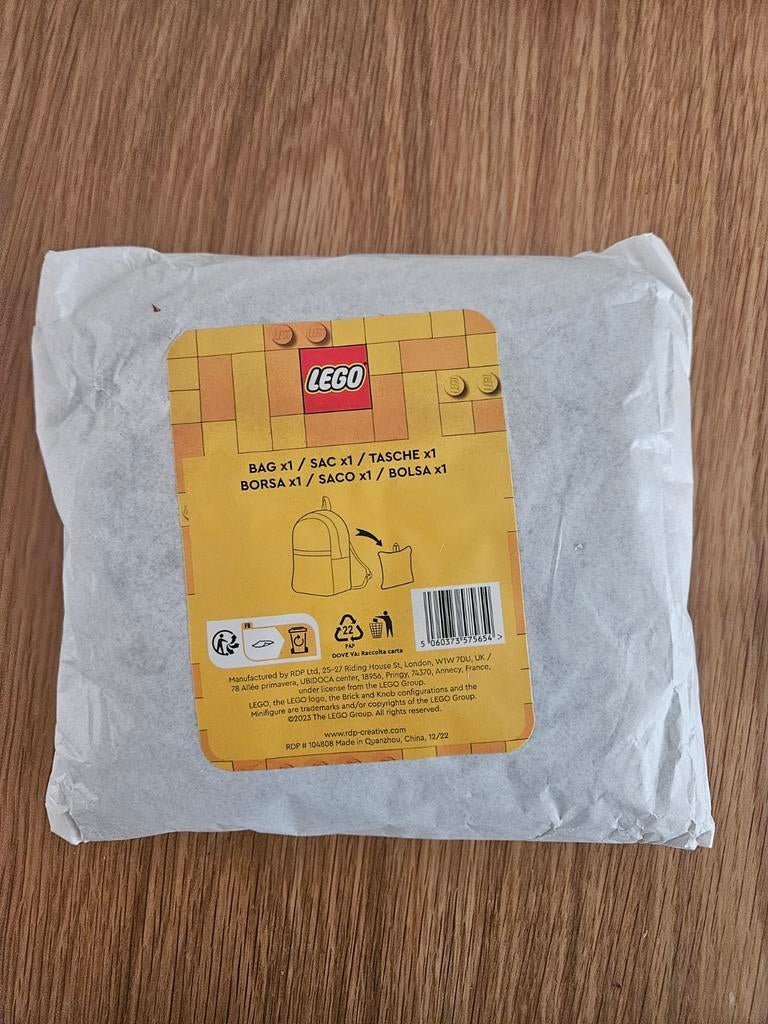 LEGO LEGO
LEGO
LEGO LEGO
BAG x1 / SAC x1 / TASCHE x1
BORSA x1 / SACO x1 / BOLSA x1
FR
22
PAP
DOVE VA: Raccolta carta
5 060373 575654 >
Manufactured by RDP Ltd, 25-27 Riding House St, London, W1W 7DU, UK /
78 Allée primavera, UBIDOCA center, 18956, Pringy, 74370, Annecy, France,
under license from the LEGO Group.
LEGO, the LEGO logo, the Brick and Knob configurations and the
Minifigure are trademarks and/or copyrights of the LEGO Group.
©2023 The LEGO Group. All rights reserved.
www.rdp-creative.com
RDP # 104808 Made in Quanzhou, China, 12/22